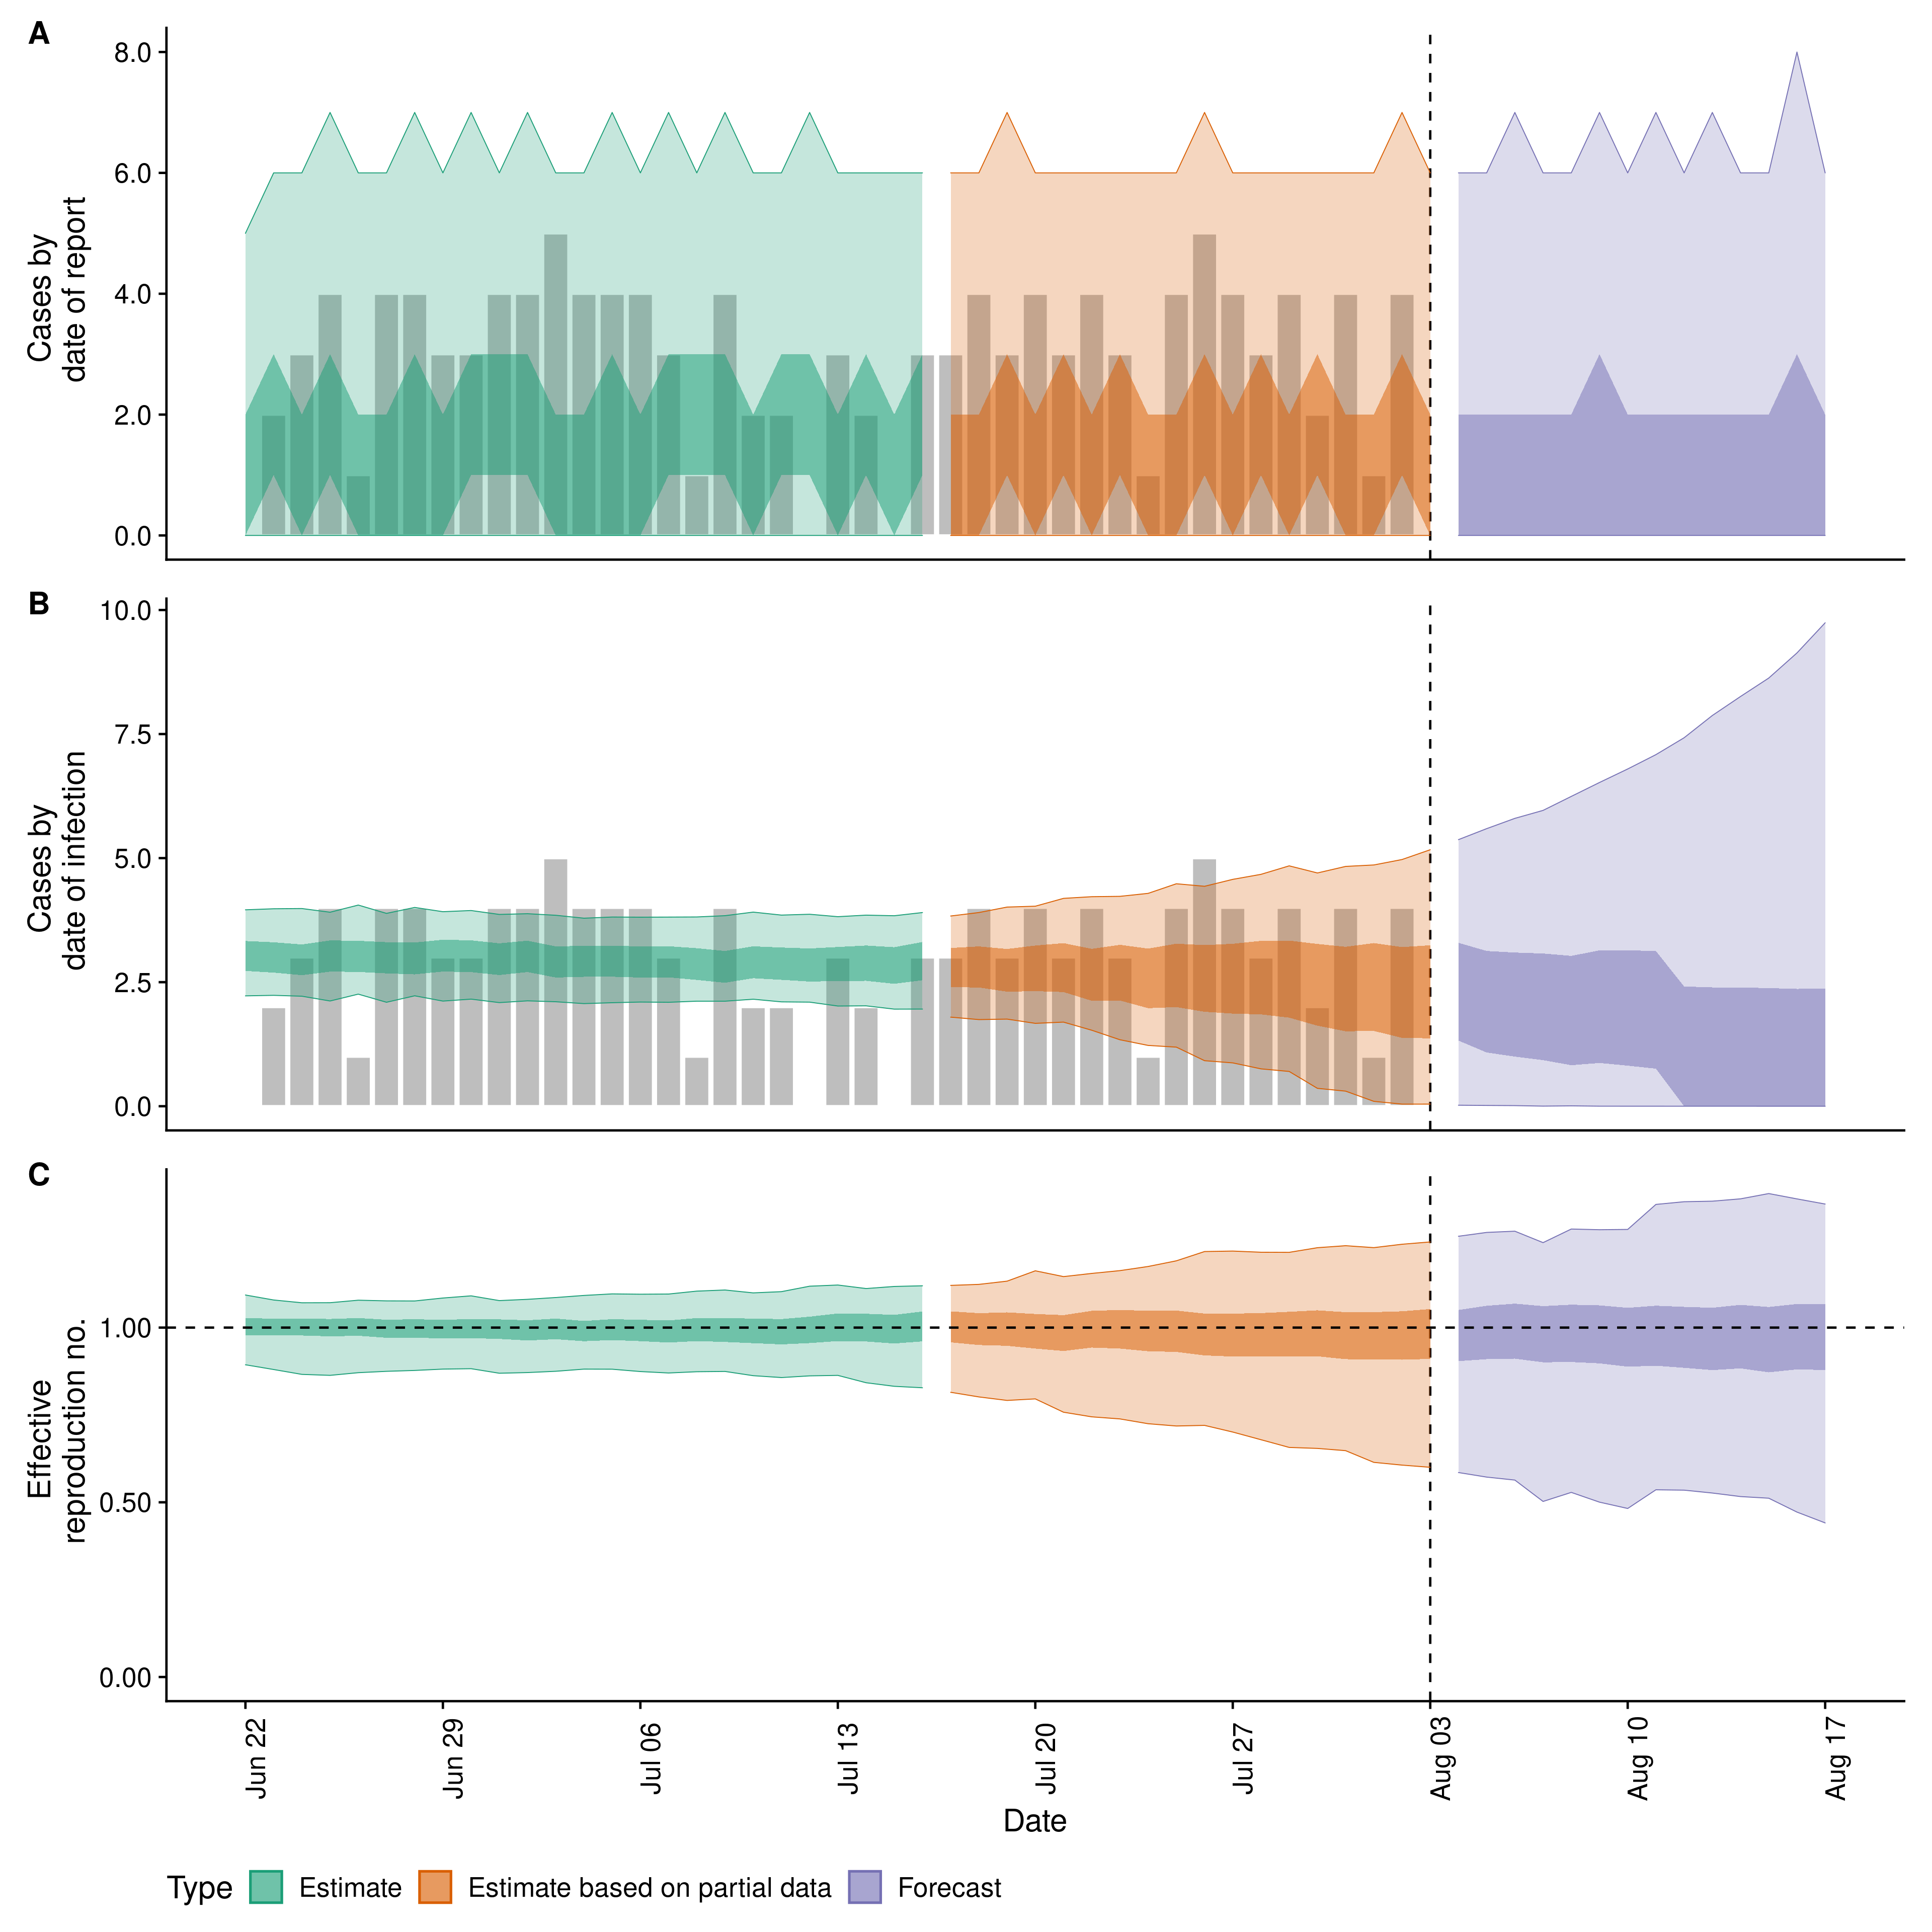 A
8.0
6.0
4.0
2.0
0.0
Cases by
date of report
B
10.0
7.5
5.0
2.5
0.0
Cases by
date of infection
C
1.00
0.50
0.00
Effective
reproduction no.
Jun 22
Jun 29
Jul 06
Jul 13
Jul 20
Jul 27
Aug 03
Aug 10
Aug 17
Date
Type Estimate Estimate based on partial data Forecast